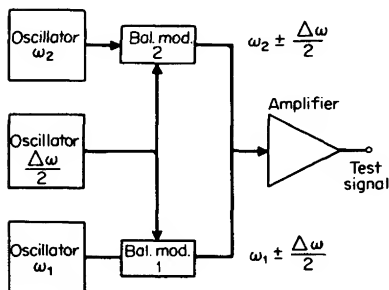 Oscillator
ω₂
Bal. mod.
2
ω₂ ± Δω/2
Amplifier
Oscillator
Δω/2
Test
signal
Oscillator
ω₁
Bal. mod.
1
ω₁ ± Δω/2